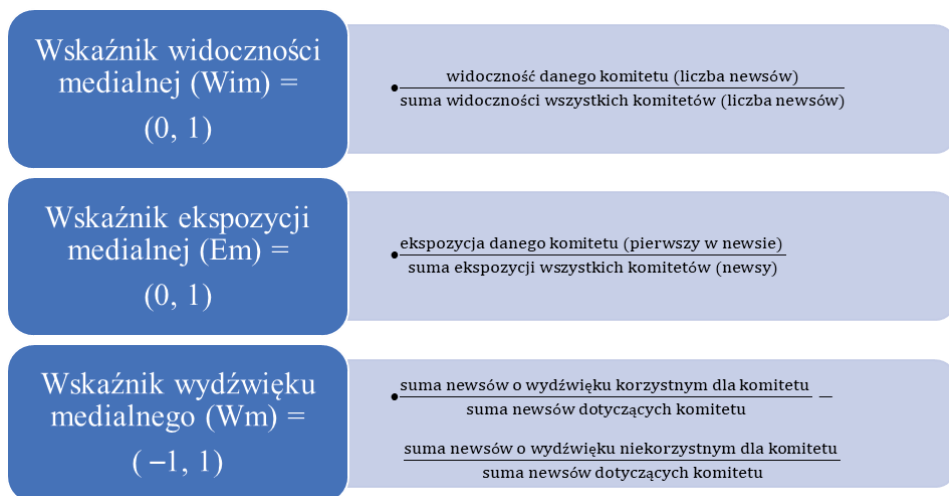 Wskaźnik widoczności
medialnej (Wim) =
(0, 1)
• widoczność danego komitetu (liczba newsów)
suma widoczności wszystkich komitetów (liczba newsów)
Wskaźnik ekspozycji
medialnej (Em) =
(0, 1)
• ekspozycja danego komitetu (pierwszy w newsie)
suma ekspozycji wszystkich komitetów (newsy)
Wskaźnik wydźwięku
medialnego (Wm) =
( −1, 1)
• suma newsów o wydźwięku korzystnym dla komitetu −
suma newsów dotyczących komitetu
suma newsów o wydźwięku niekorzystnym dla komitetu
suma newsów dotyczących komitetu